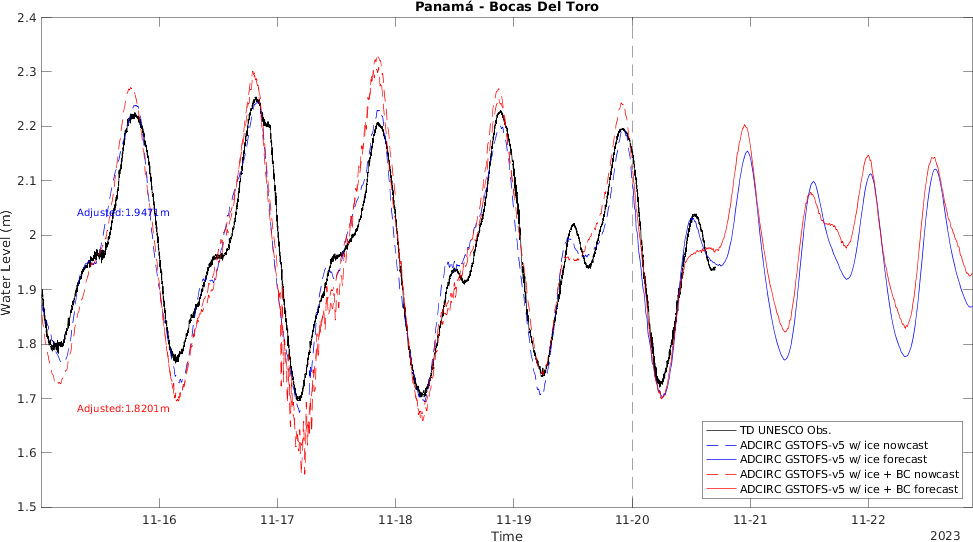 Panamá - Bocas Del Toro
Water Level (m)
2.4
2.3
2.2
2.1
2
1.9
1.8
1.7
1.6
1.5
Adjusted:1.9471m
Adjusted:1.8201m
TD UNESCO Obs.
ADCIRC GSTOFS-v5 w/ ice nowcast
ADCIRC GSTOFS-v5 w/ ice forecast
ADCIRC GSTOFS-v5 w/ ice + BC nowcast
ADCIRC GSTOFS-v5 w/ ice + BC forecast
11-16 11-17 11-18 11-19 11-20 11-21 11-22
Time
2023